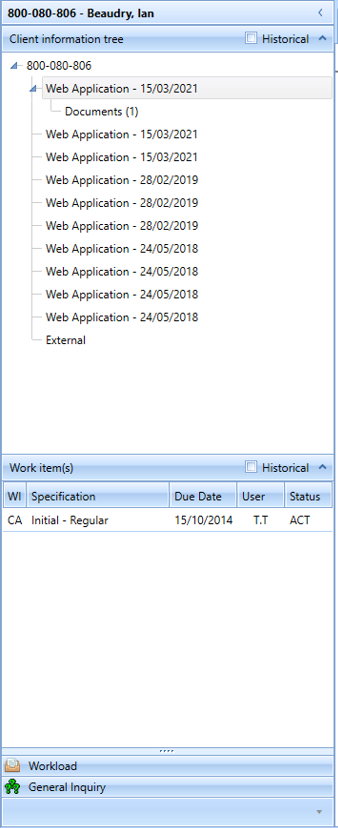 800-080-806 - Beaudry, Ian
Client information tree Historical
800-080-806
Web Application - 15/03/2021
Documents (1)
Web Application - 15/03/2021
Web Application - 15/03/2021
Web Application - 28/02/2019
Web Application - 28/02/2019
Web Application - 28/02/2019
Web Application - 24/05/2018
Web Application - 24/05/2018
Web Application - 24/05/2018
Web Application - 24/05/2018
External
Work item(s) Historical
WI Specification Due Date User Status
CA Initial - Regular 15/10/2014 T.T ACT
Workload
General Inquiry